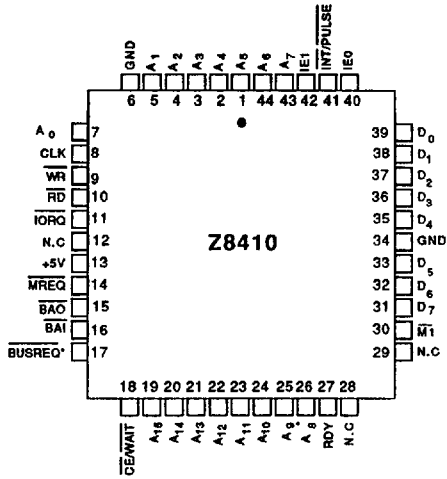 GND A₁ A₂ A₃ A₄ A₅ A₆ A₇ IE1 INT/PULSE IE0
6 5 4 3 2 1 44 43 42 41 40
A₀ 7
CLK 8
WR 9
RD 10
IORQ 11
N.C 12
+5V 13
MREQ 14
BAO 15
BAI 16
BUSREQ* 17
Z8410
39 D₀
38 D₁
37 D₂
36 D₃
35 D₄
34 GND
33 D₅
32 D₆
31 D₇
30 M1
29 N.C
18 19 20 21 22 23 24 25 26 27 28
CE/WAIT A₁₅ A₁₄ A₁₃ A₁₂ A₁₁ A₁₀ A₉ A₈ RDY N.C